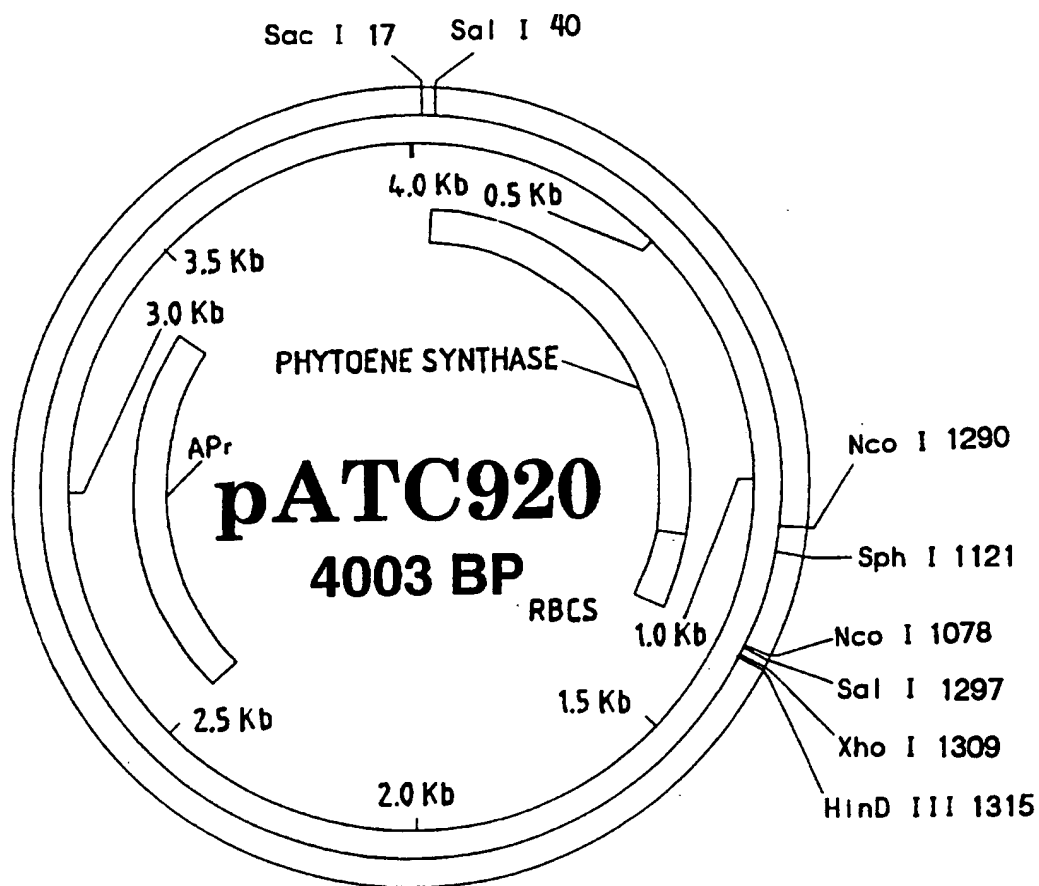 Sac I 17
Sal I 40
4.0 Kb
0.5 Kb
3.5 Kb
3.0 Kb
PHYTOENE SYNTHASE
APr
pATC920
4003 BP
RBCS
1.0 Kb
Nco I 1290
Sph I 1121
Nco I 1078
Sal I 1297
Xho I 1309
HinD III 1315
1.5 Kb
2.5 Kb
2.0 Kb